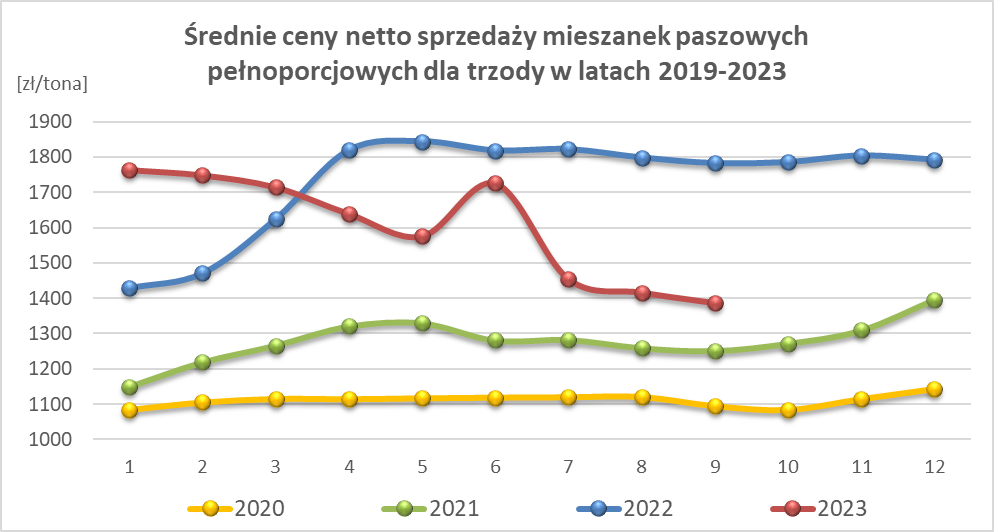 Średnie ceny netto sprzedaży mieszanek paszowych
pełnoporcjowych dla trzody w latach 2019-2023
[zł/tona]
1900
1800
1700
1600
1500
1400
1300
1200
1100
1000
1 2 3 4 5 6 7 8 9 10 11 12
2020 2021 2022 2023